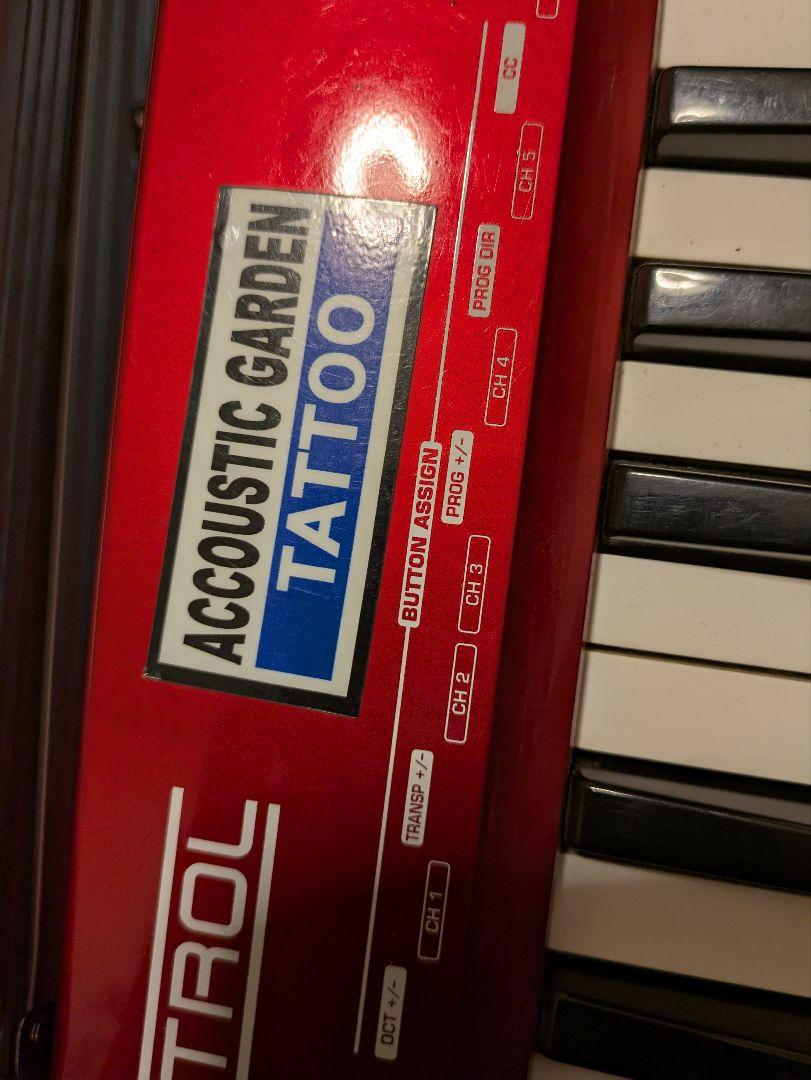 ACCOUSTIC GARDEN
TATTOO
TROL
BUTTON ASSIGN
OCT +/-
TRANSP +/-
PROG +/-
PROG DIR
CC
CH 1
CH 2
CH 3
CH 4
CH 5